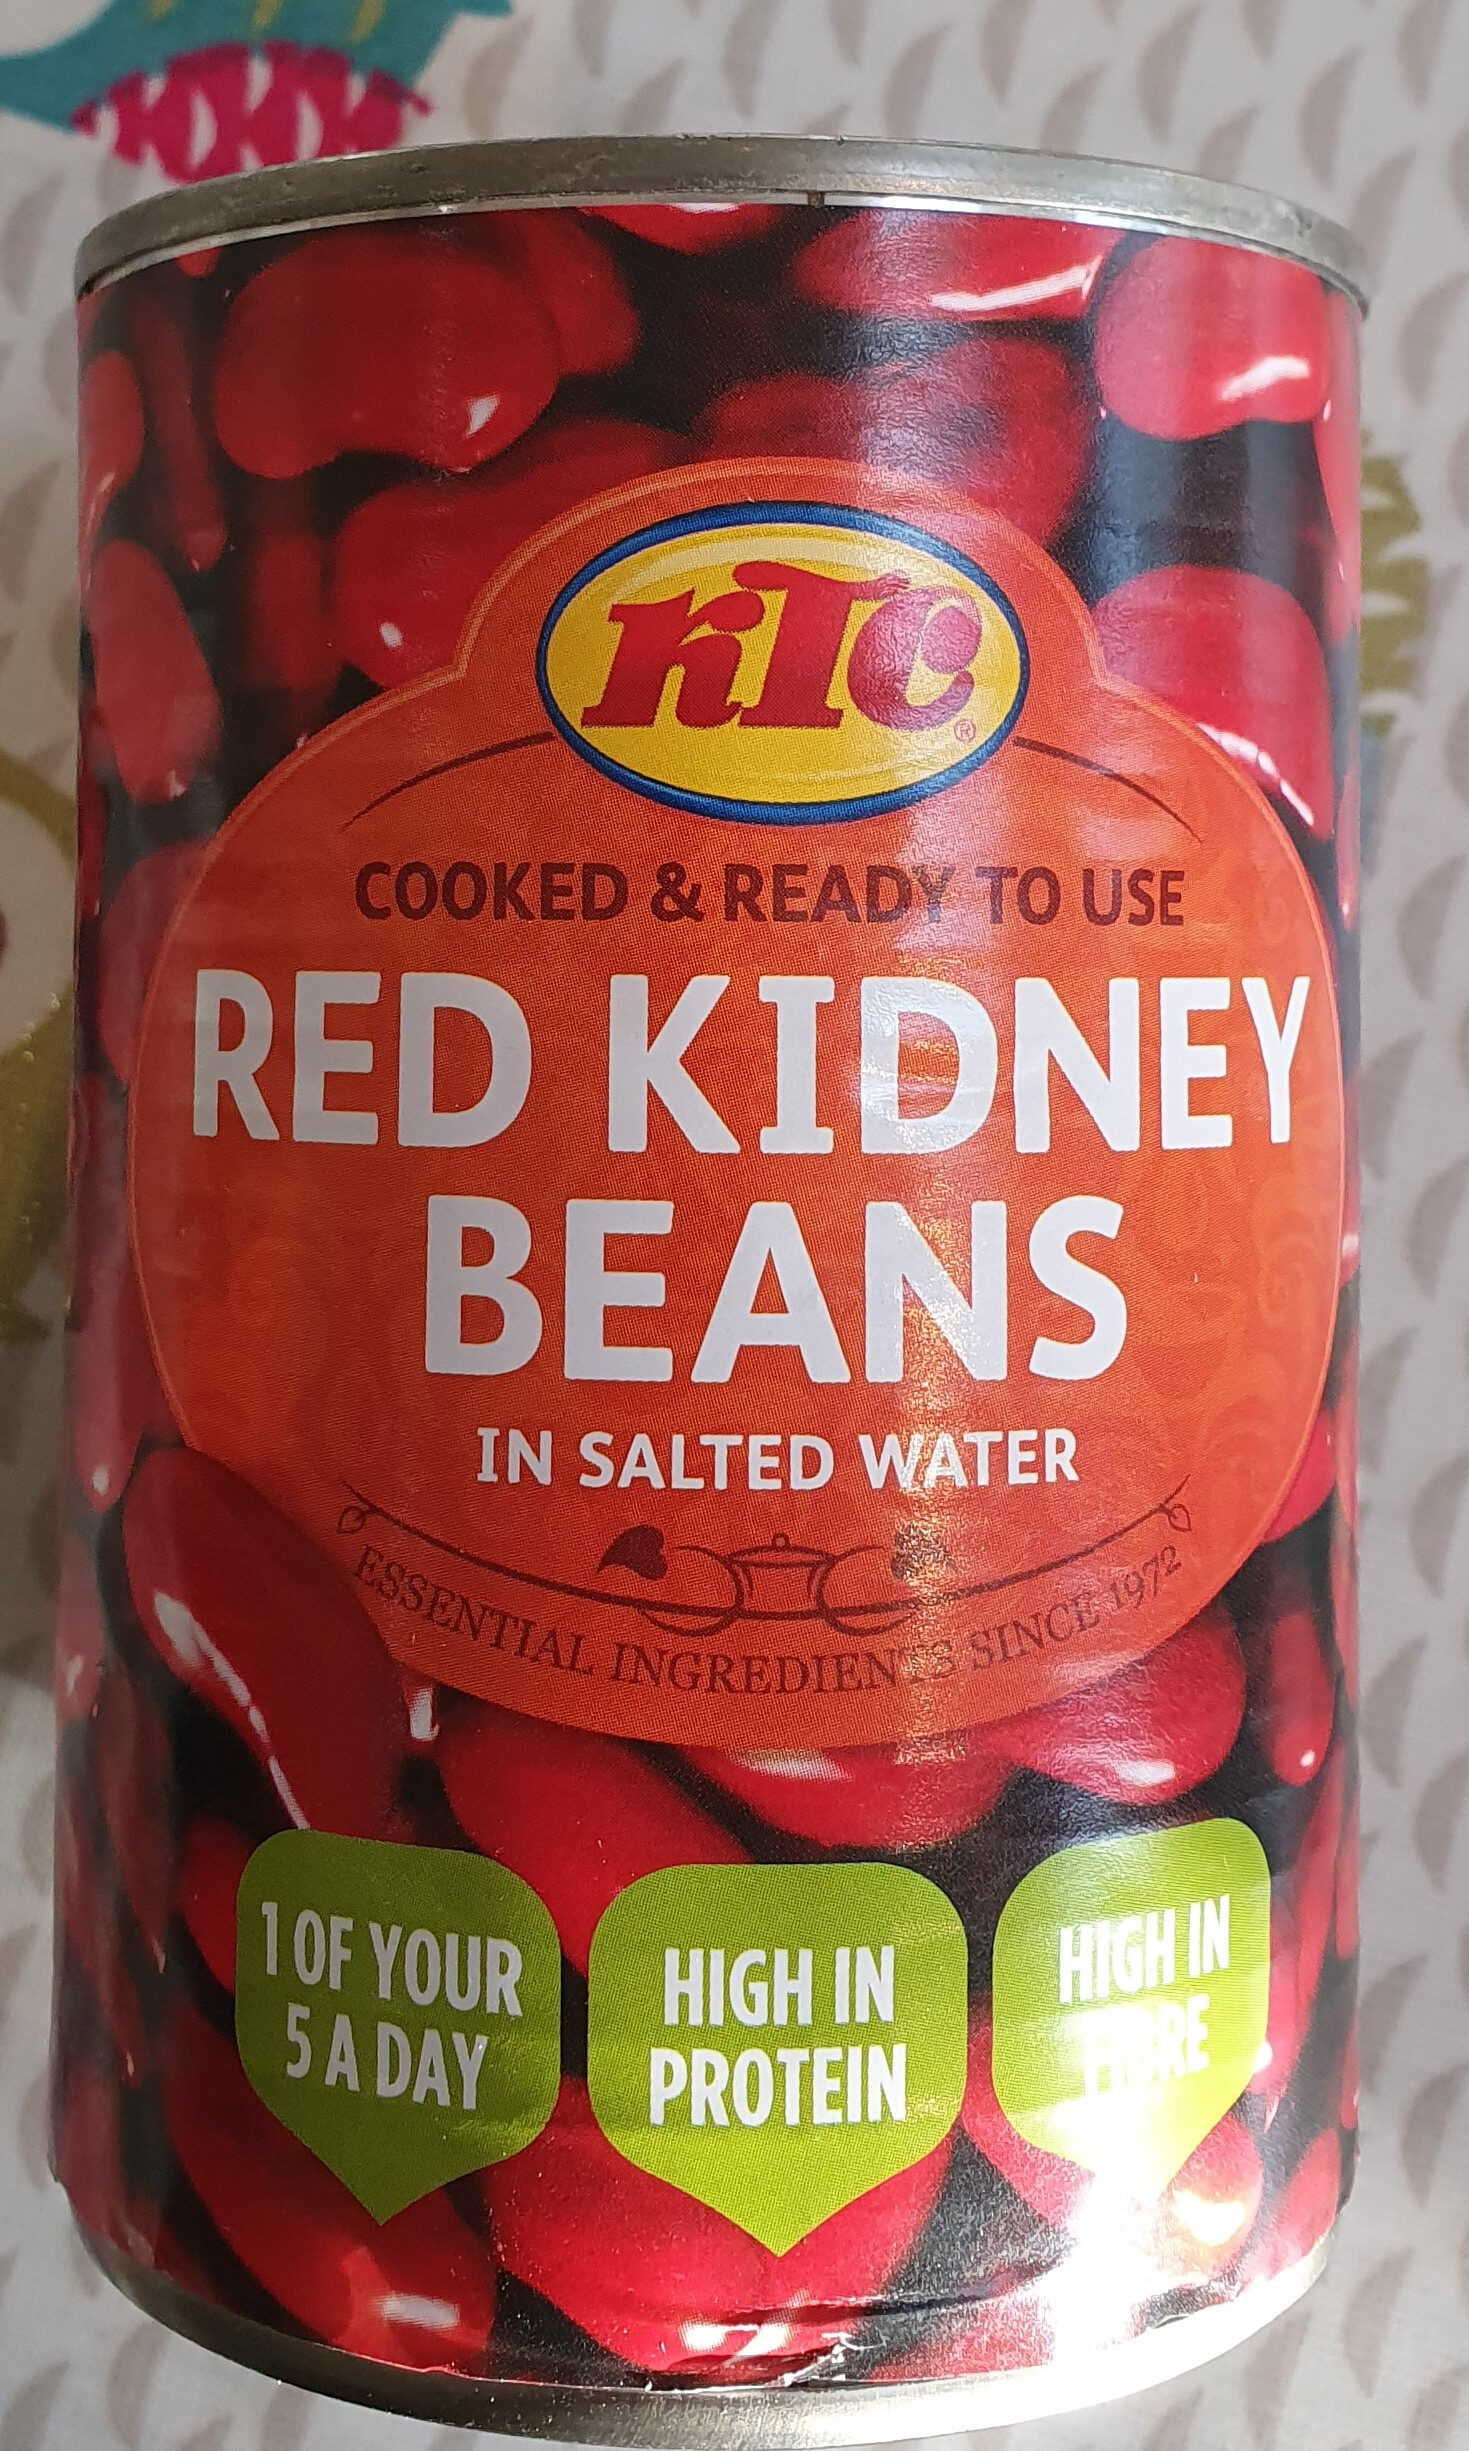 KTC
®
COOKED & READY TO USE
RED KIDNEY
BEANS
IN SALTED WATER
ESSENTIAL INGREDIENTS SINCE 1972
1 OF YOUR
5 A DAY
HIGH IN
PROTEIN
HIGH IN
FIBRE